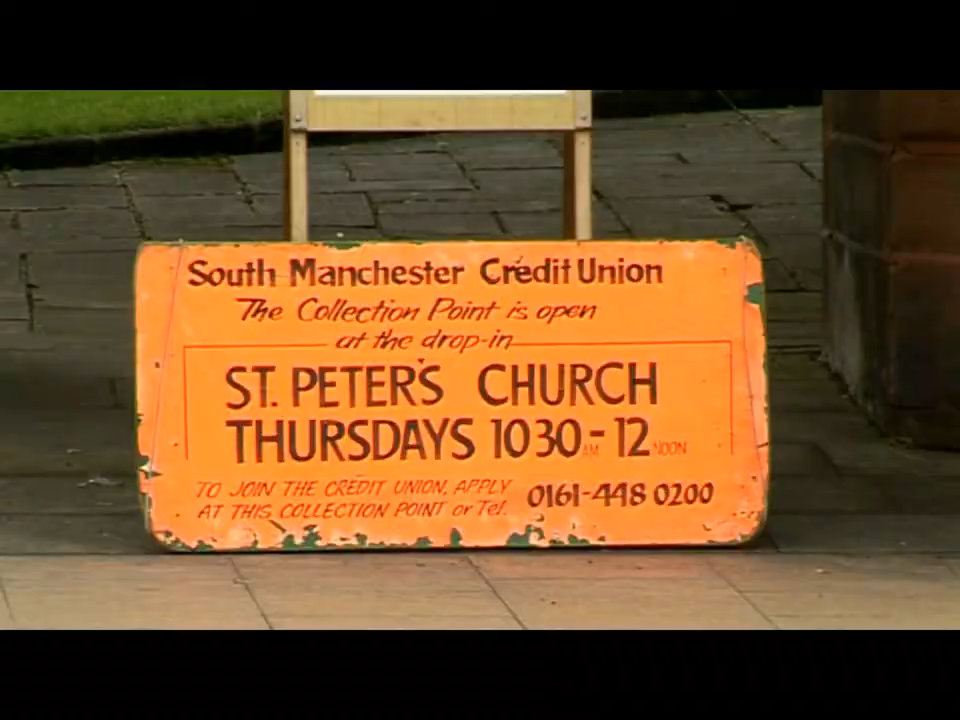 South Manchester Credit Union
The Collection Point is open
at the drop-in
ST. PETER'S CHURCH
THURSDAYS 1030AM-12NOON
TO JOIN THE CREDIT UNION, APPLY
AT THIS COLLECTION POINT or Tel. 0161-448 0200